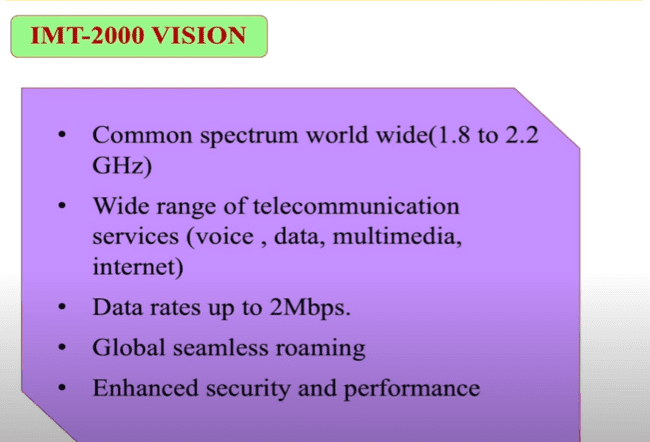 IMT-2000 VISION
• Common spectrum world wide(1.8 to 2.2
GHz)
• Wide range of telecommunication
services (voice , data, multimedia,
internet)
• Data rates up to 2Mbps.
• Global seamless roaming
• Enhanced security and performance